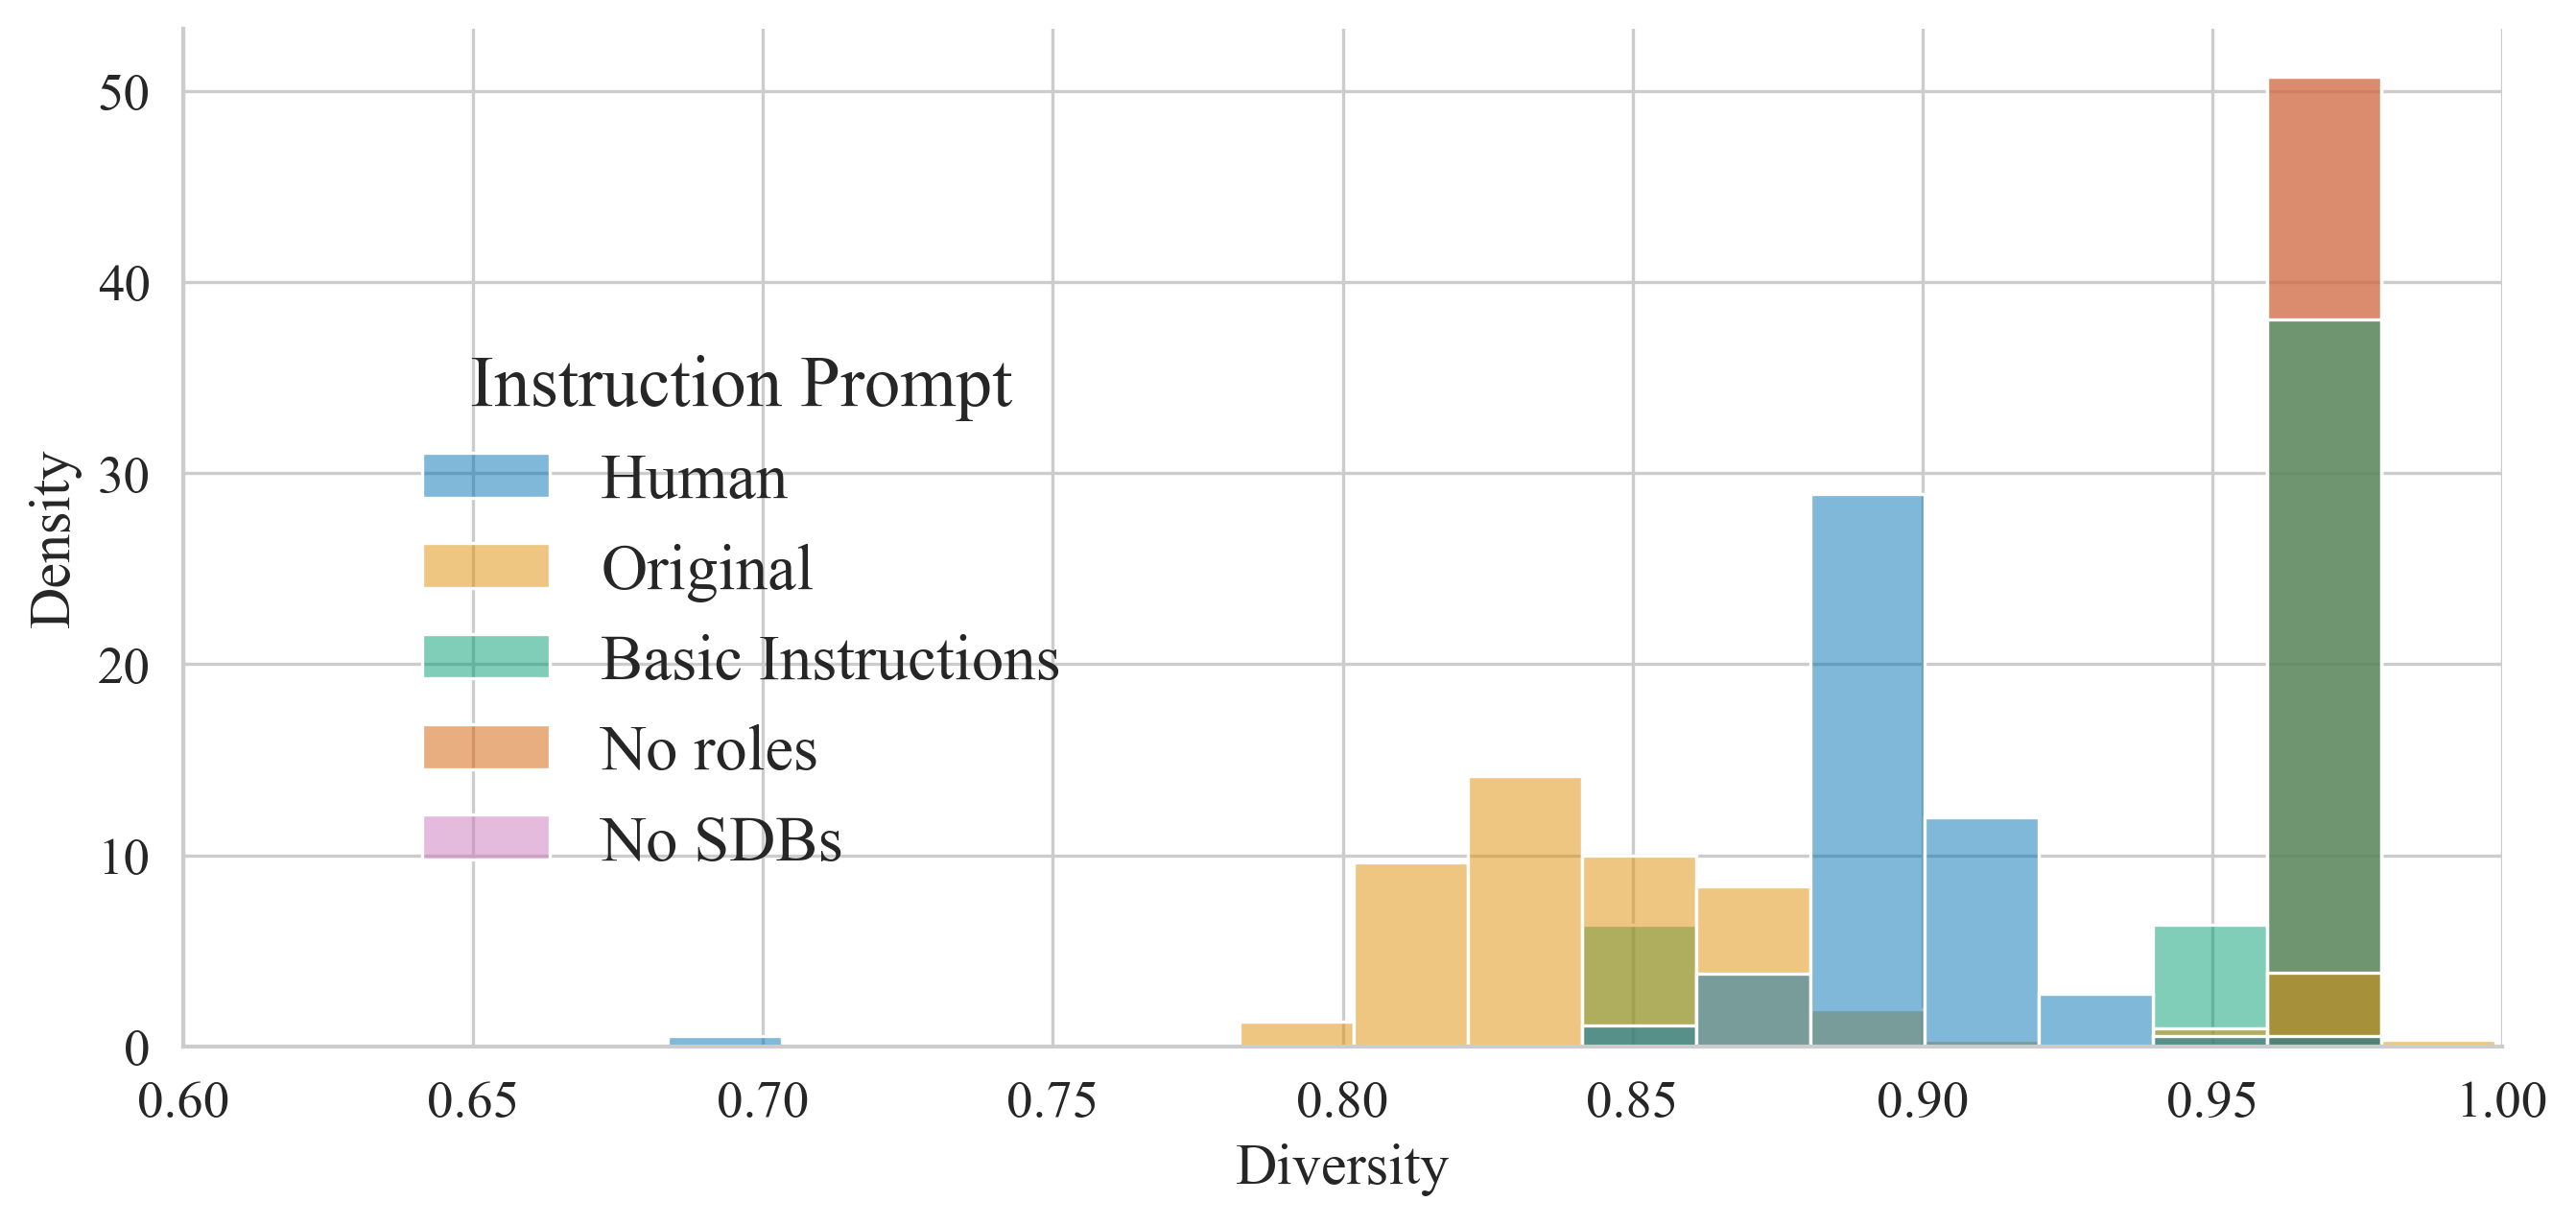 50
40
30
20
10
0
Density
Instruction Prompt
Human
Original
Basic Instructions
No roles
No SDBs
0.60 0.65 0.70 0.75 0.80 0.85 0.90 0.95 1.00
Diversity